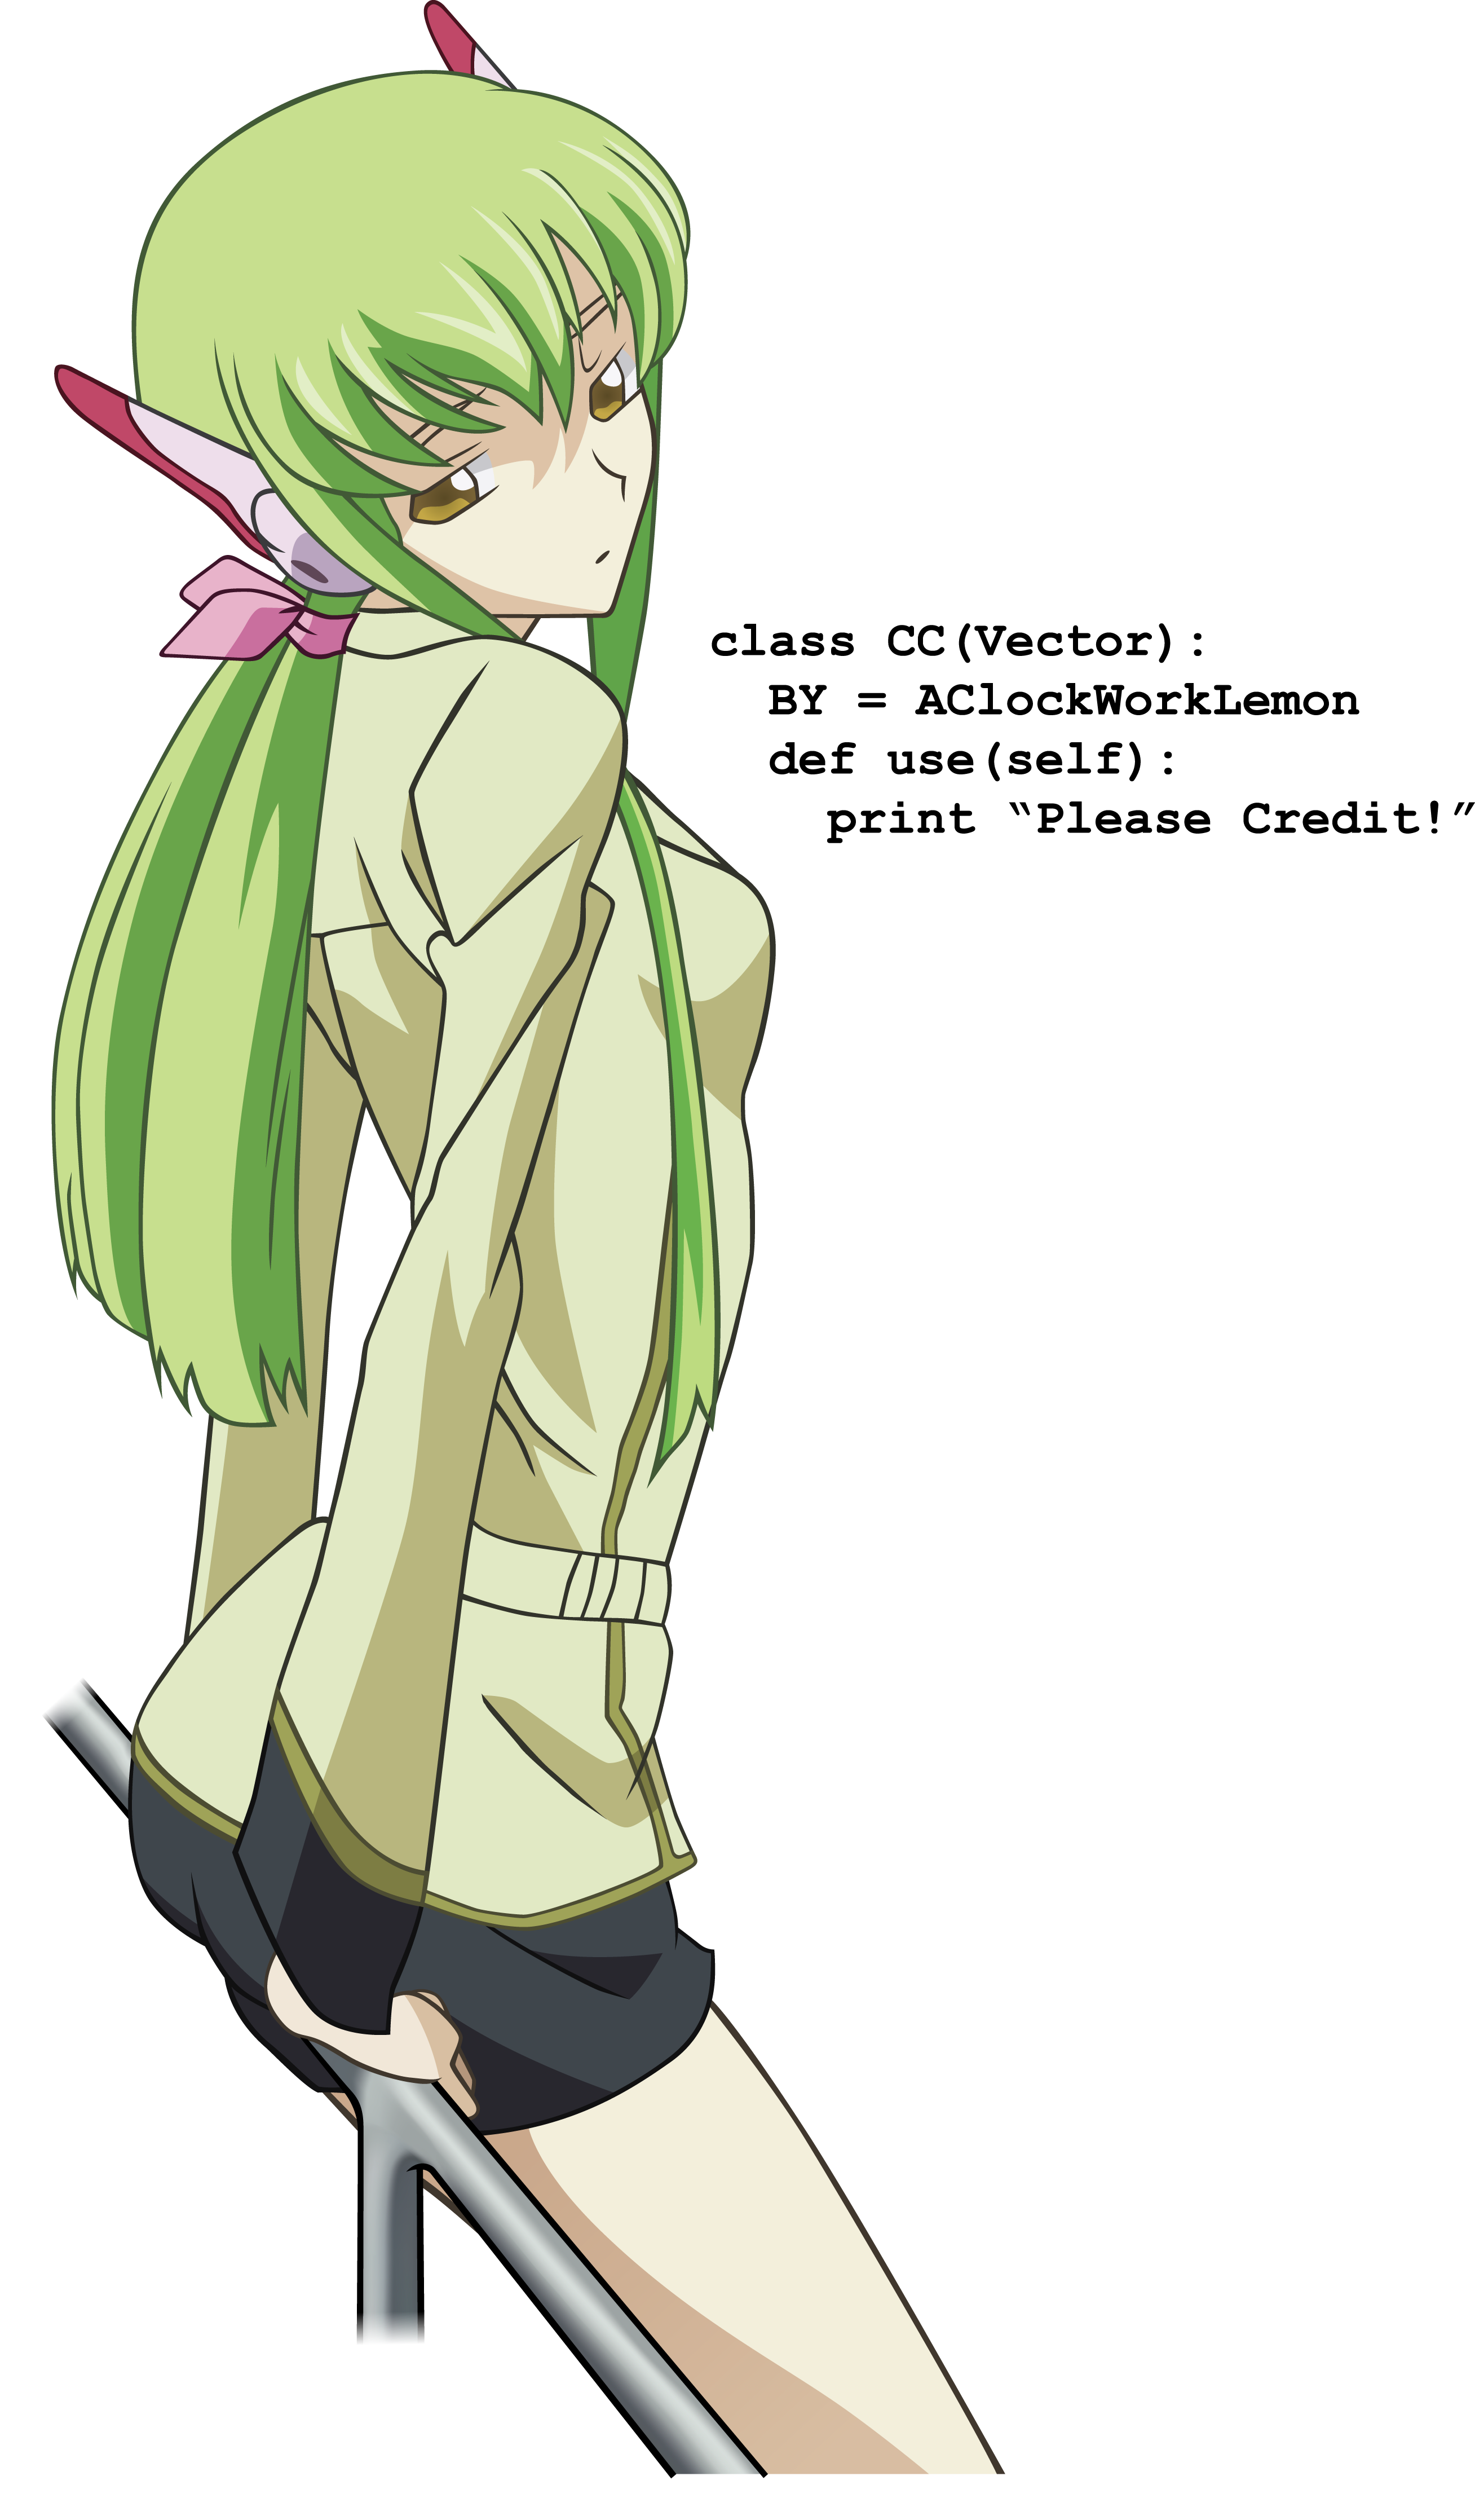 class CC(Vector):
  BY = AClockWorkLemon
  def use(self):
    print “Please Credit!”